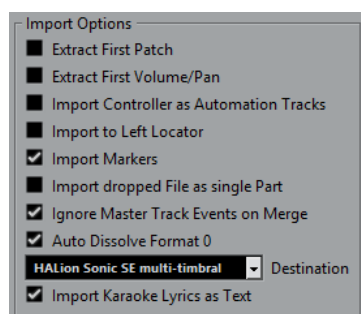 Import Options
Extract First Patch
Extract First Volume/Pan
Import Controller as Automation Tracks
Import to Left Locator
Import Markers
Import dropped File as single Part
Ignore Master Track Events on Merge
Auto Dissolve Format 0
HALion Sonic SE multi-timbral Destination
Import Karaoke Lyrics as Text